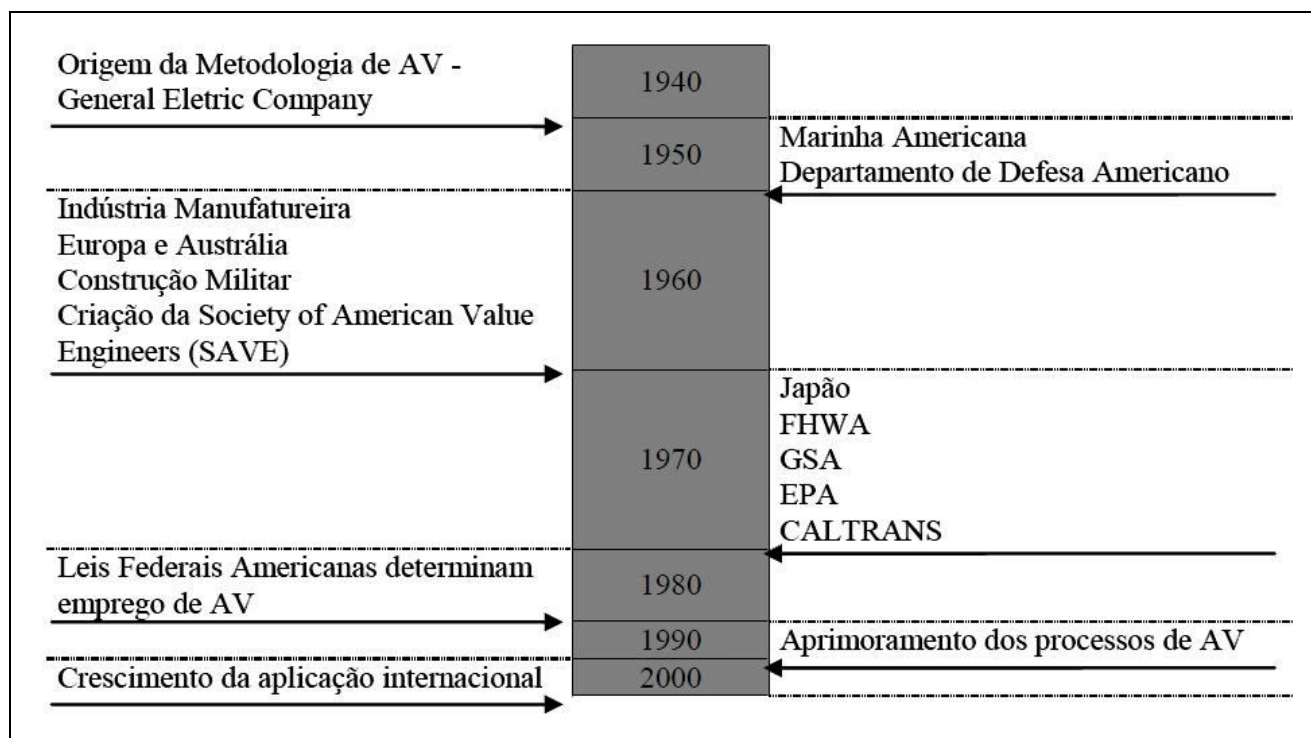 Origem da Metodologia de AV -
General Eletric Company
1940
1950
Marinha Americana
Departamento de Defesa Americano
Indústria Manufatureira
Europa e Austrália
Construção Militar
Criação da Society of American Value
Engineers (SAVE)
1960
1970
Japão
FHWA
GSA
EPA
CALTRANS
Leis Federais Americanas determinam
emprego de AV
1980
1990
Aprimoramento dos processos de AV
Crescimento da aplicação internacional
2000